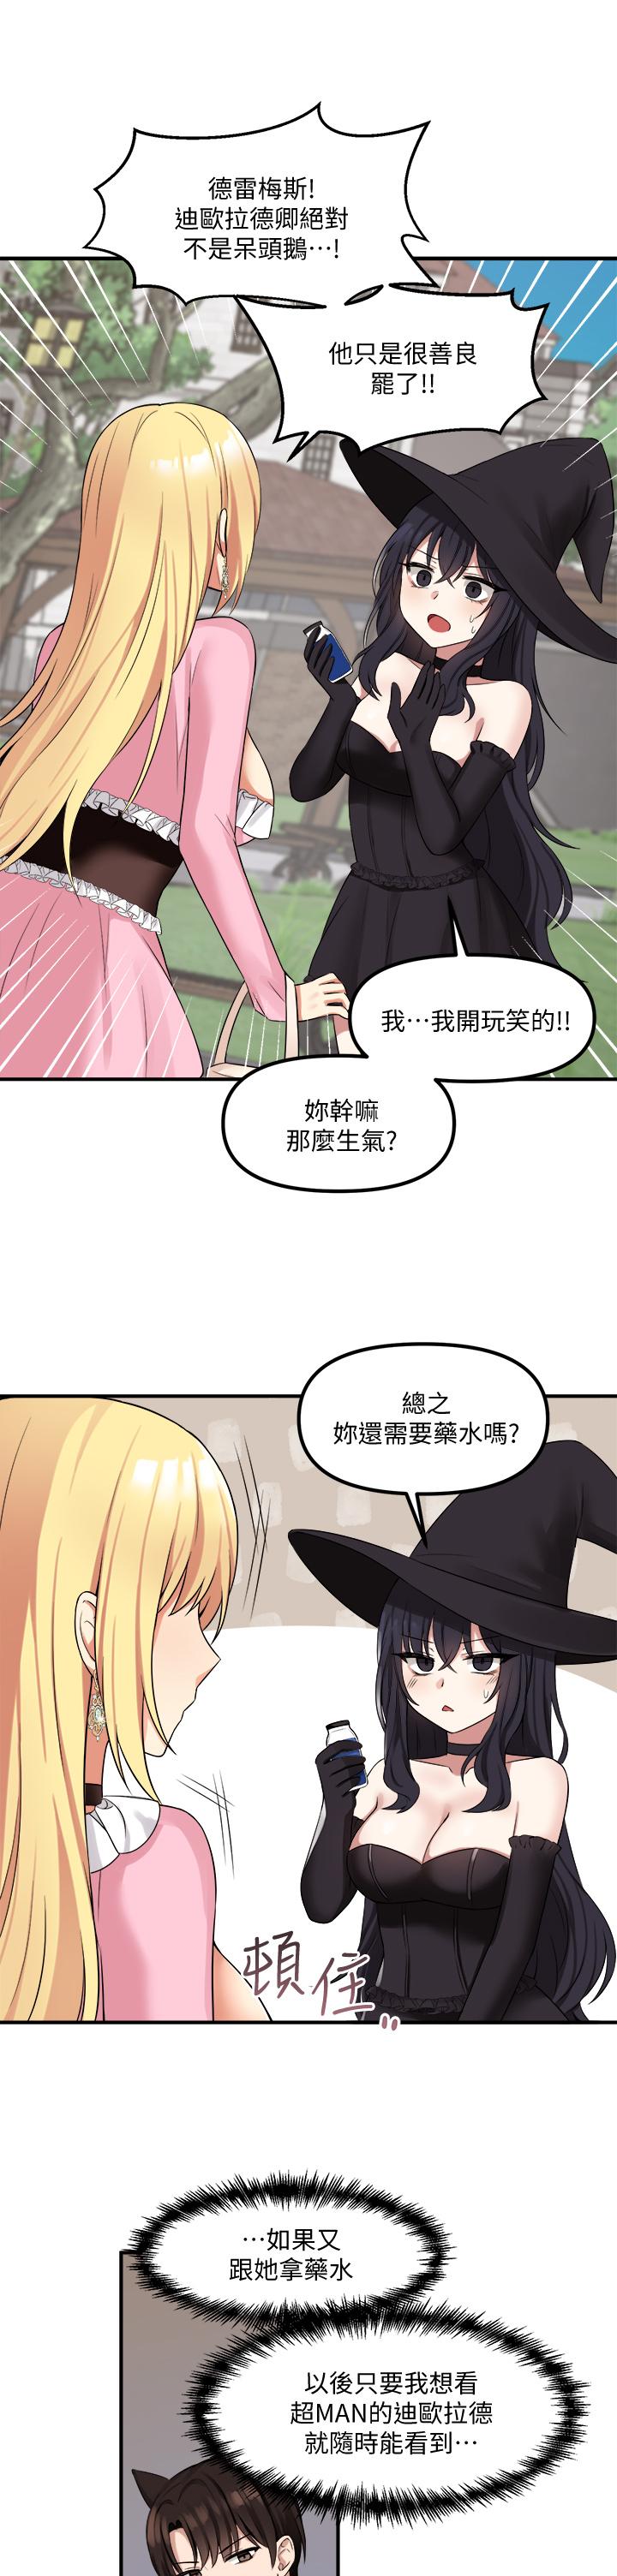 德雷梅斯!
迪歐拉德卿絕對
不是呆頭鵝…!
他只是很善良
罷了!!
我…我開玩笑的!!
妳幹嘛
那麼生氣?
總之
妳還需要藥水嗎?
頓住
…如果又
跟她拿藥水
以後只要我想看
超MAN的迪歐拉德
就隨時能看到…